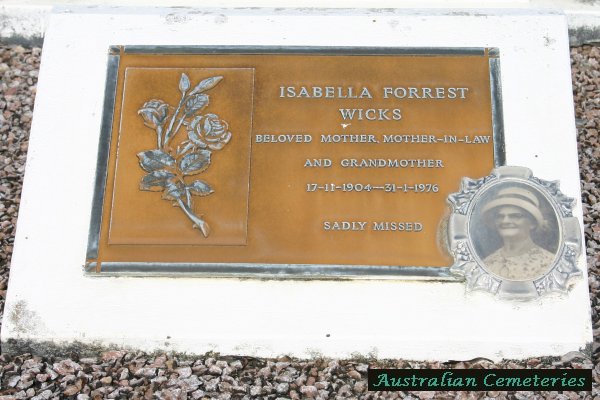 ISABELLA FORREST
WICKS
BELOVED MOTHER, MOTHER-IN-LAW
AND GRANDMOTHER
17-11-1904—31-1-1976
SADLY MISSED
Australian Cemeteries